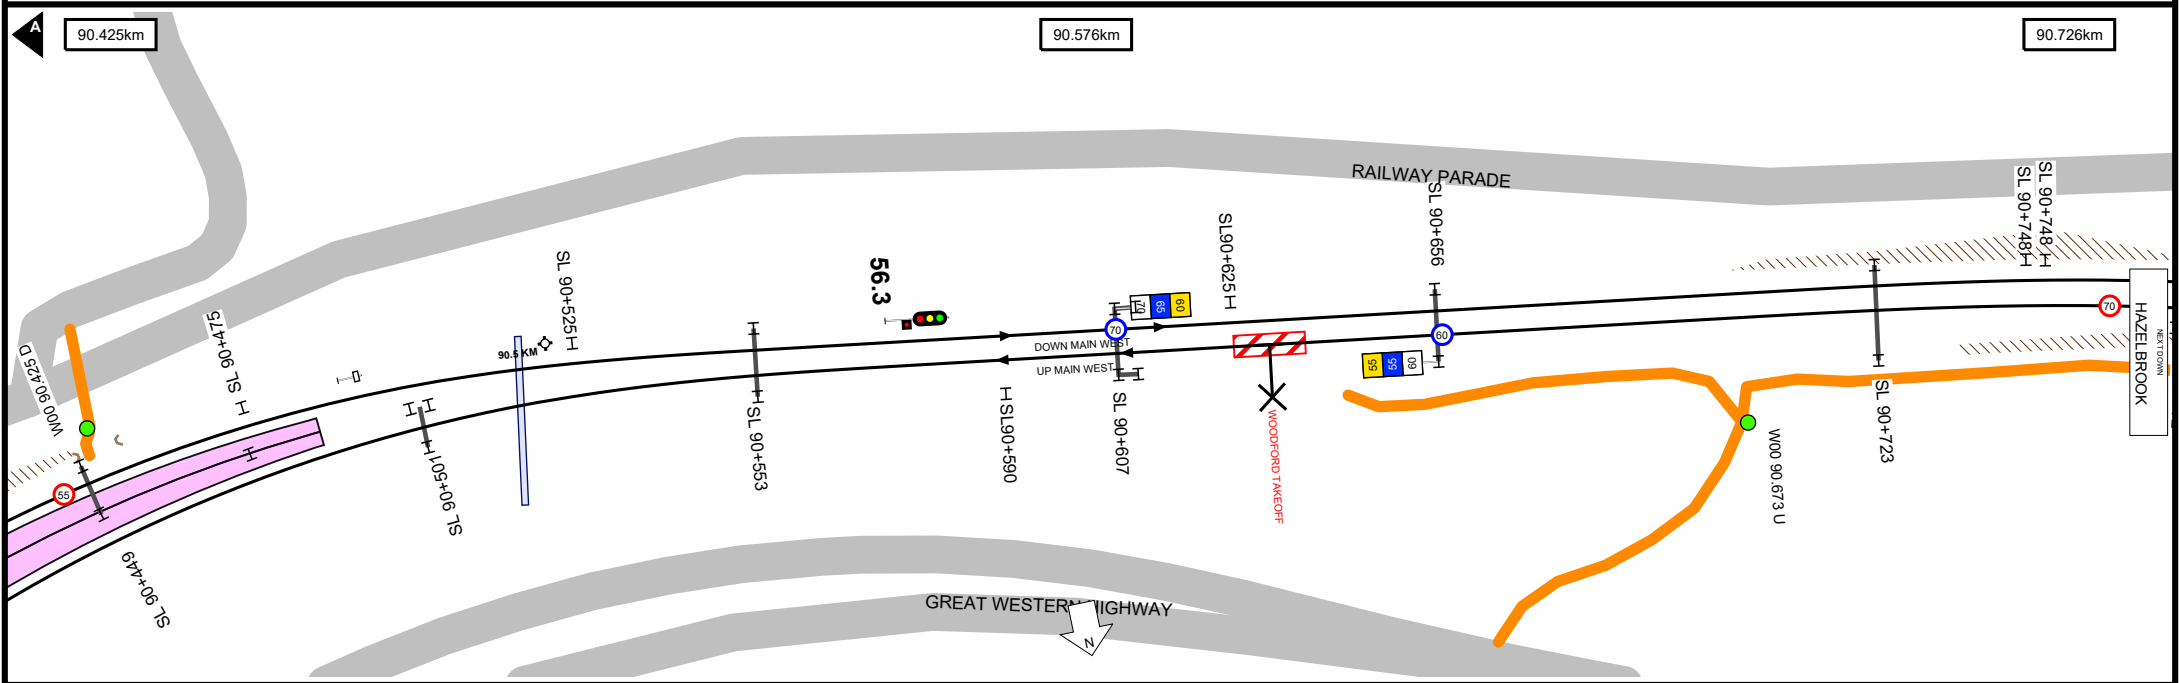 A
90.425km
90.576km
90.726km
RAILWAY PARADE
SL 90+748
SL 90+748
SL 90+656
SL90+625
SL 90+525
56.3
70
65
60
70
DOWN MAIN WEST
UP MAIN WEST
90.5 KM
60
55
55
60
70
HAZELBROOK
NEXT DOWN
W00 90.425 D
SL 90+475
55
SL 90+449
SL 90+501
SL 90+553
SL90+590
SL 90+607
WOODFORD TAKEOFF
W00 90.673 U
SL 90+723
GREAT WESTERN HIGHWAY
N